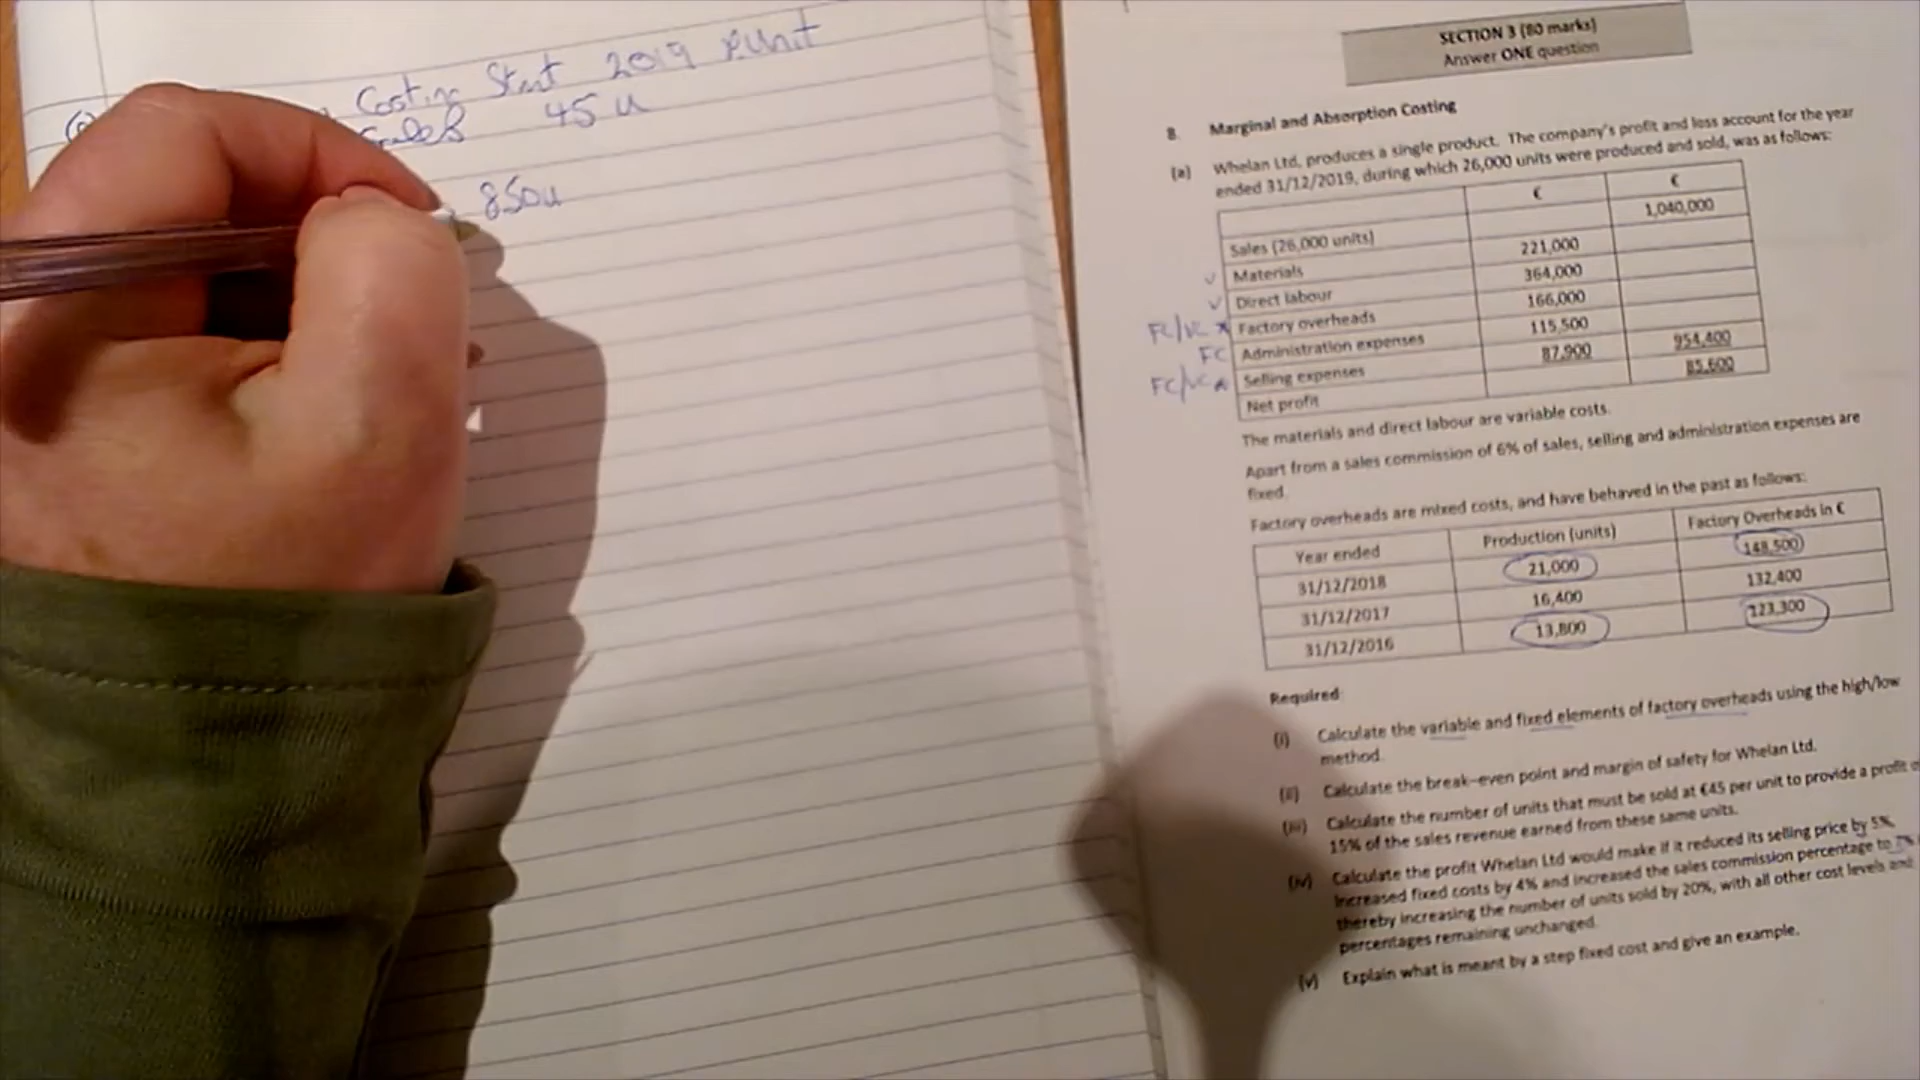 Costing Stmt 2019 Unit
Sales 45 u
850u
SECTION 3 (80 marks)
Answer ONE question
8. Marginal and Absorption Costing
(a) Whelan Ltd, produces a single product. The company's profit and loss account for the year
ended 31/12/2019, during which 26,000 units were produced and sold, was as follows:
€ €
Sales (26,000 units) 1,040,000
Materials 221,000
Direct labour 364,000
FC/VC Factory overheads 166,000
FC Administration expenses 115,500
FC/VC Selling expenses 87,900 954,400
Net profit 85,600
The materials and direct labour are variable costs.
Apart from a sales commission of 6% of sales, selling and administration expenses are
fixed.
Factory overheads are mixed costs, and have behaved in the past as follows:
Year ended Production (units) Factory Overheads in €
31/12/2018 21,000 148,500
31/12/2017 16,400 132,400
31/12/2016 13,800 123,300
Required
(i) Calculate the variable and fixed elements of factory overheads using the high/low
method.
(ii) Calculate the break-even point and margin of safety for Whelan Ltd.
(iii) Calculate the number of units that must be sold at €45 per unit to provide a profit
15% of the sales revenue earned from these same units.
(iv) Calculate the profit Whelan Ltd would make if it reduced its selling price by 5%,
increased fixed costs by 4% and increased the sales commission percentage to 7%
thereby increasing the number of units sold by 20%, with all other cost levels and
percentages remaining unchanged.
(v) Explain what is meant by a step fixed cost and give an example.